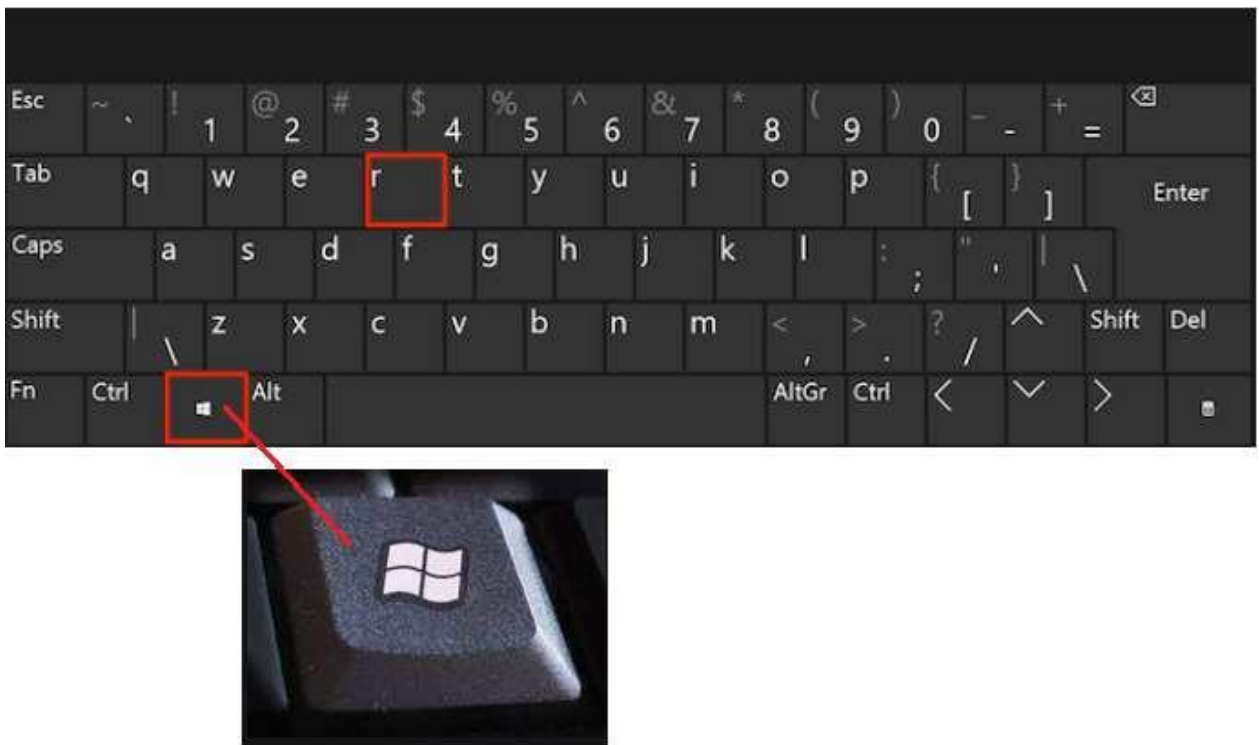 Esc ~ ` ! 1 @ 2 # 3 $ 4 % 5 ^ 6 & 7 * 8 ( 9 ) 0 _ - + =
Tab q w e r t y u i o p { [ } ] Enter
Caps a s d f g h j k l : ; " ' | \
Shift | \ z x c v b n m < , > . ? / Shift Del
Fn Ctrl Alt AltGr Ctrl